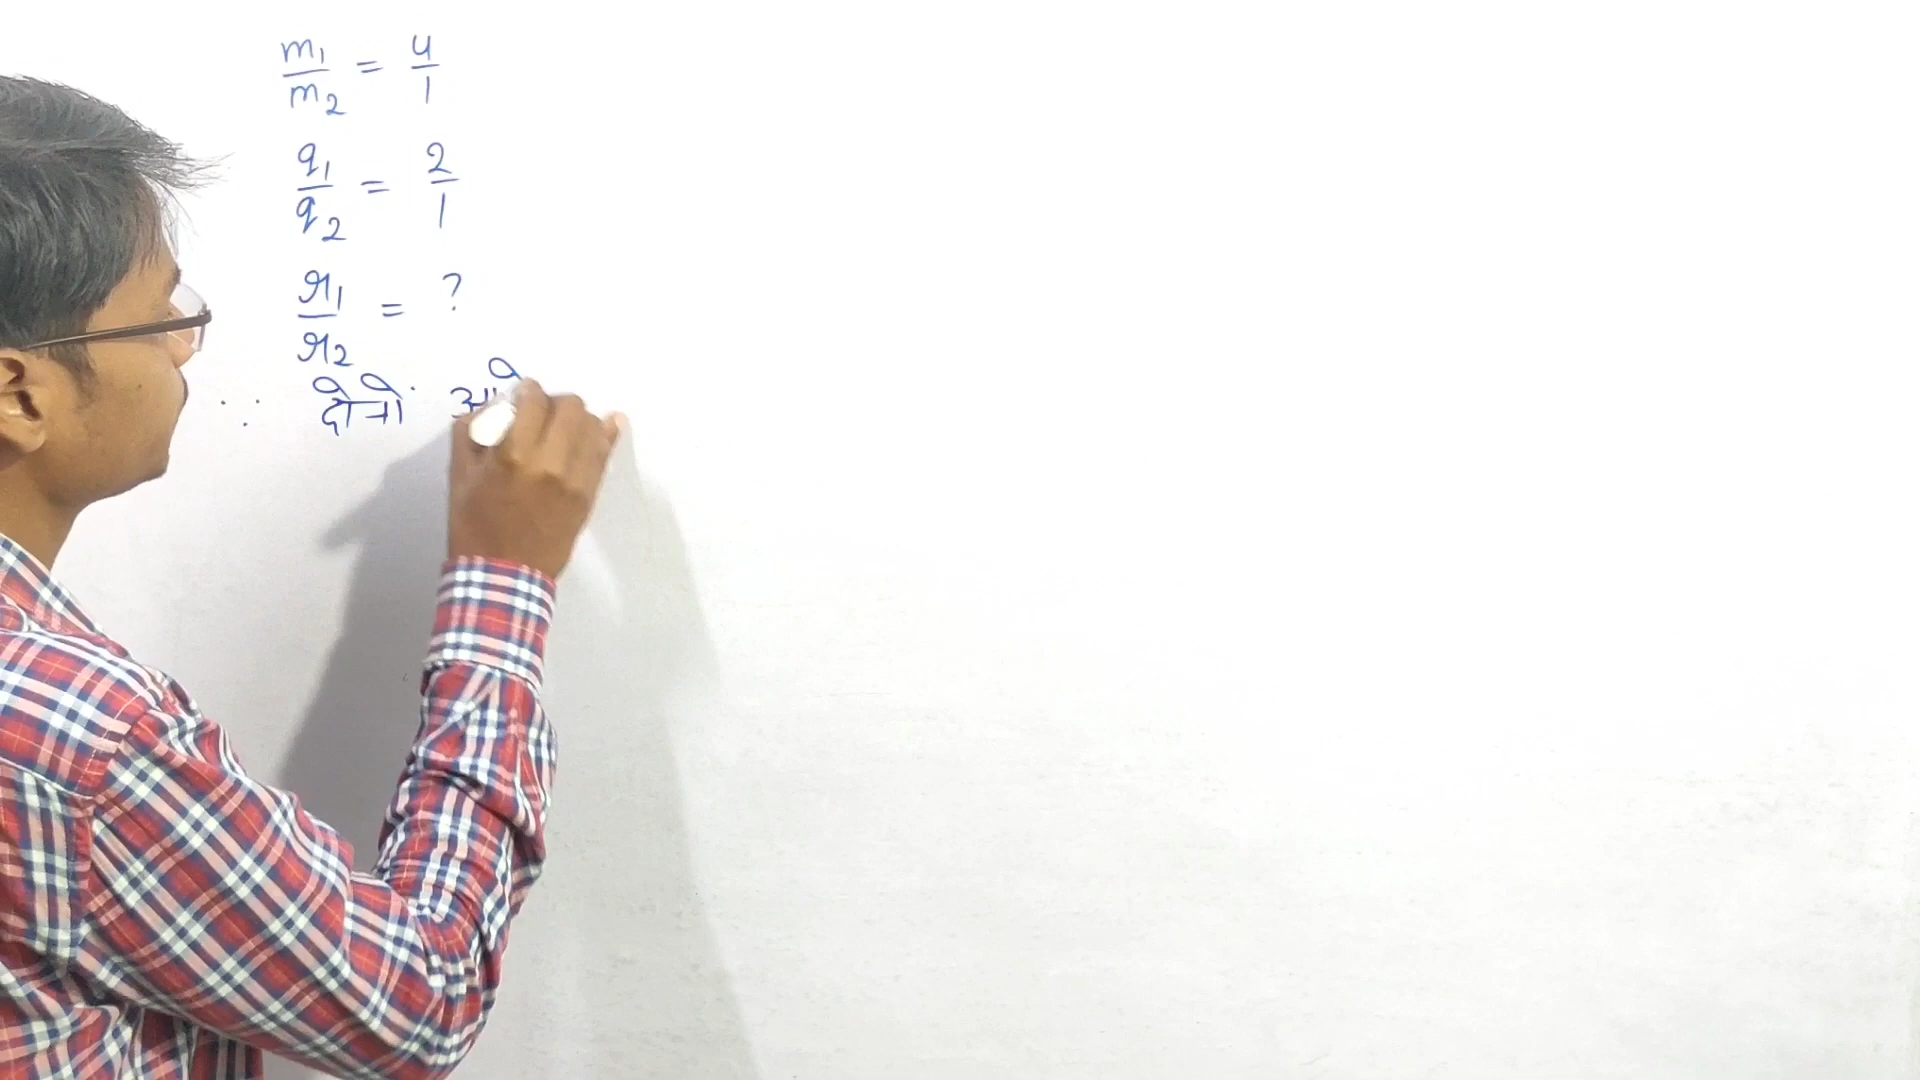 m₁/m₂ = 4/1
q₁/q₂ = 2/1
r₁/r₂ = ?
∵ दोनो